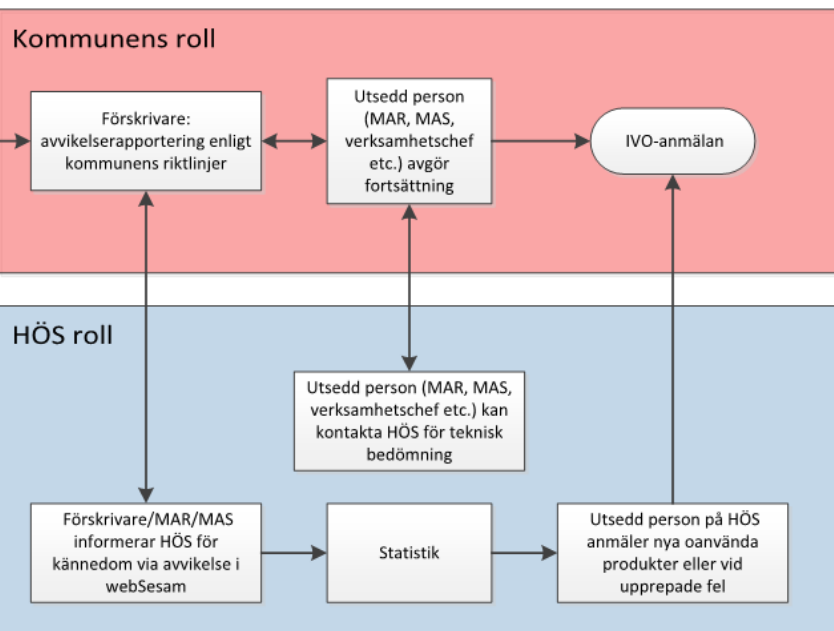 Kommunens roll
Förskrivare:
avvikelserapportering enligt
kommunens riktlinjer
Utsedd person
(MAR, MAS,
verksamhetschef
etc.) avgör
fortsättning
IVO-anmälan
HÖS roll
Utsedd person (MAR, MAS,
verksamhetschef etc.) kan
kontakta HÖS för teknisk
bedömning
Förskrivare/MAR/MAS
informerar HÖS för
kännedom via avvikelse i
webSesam
Statistik
Utsedd person på HÖS
anmäler nya oanvända
produkter eller vid
upprepade fel